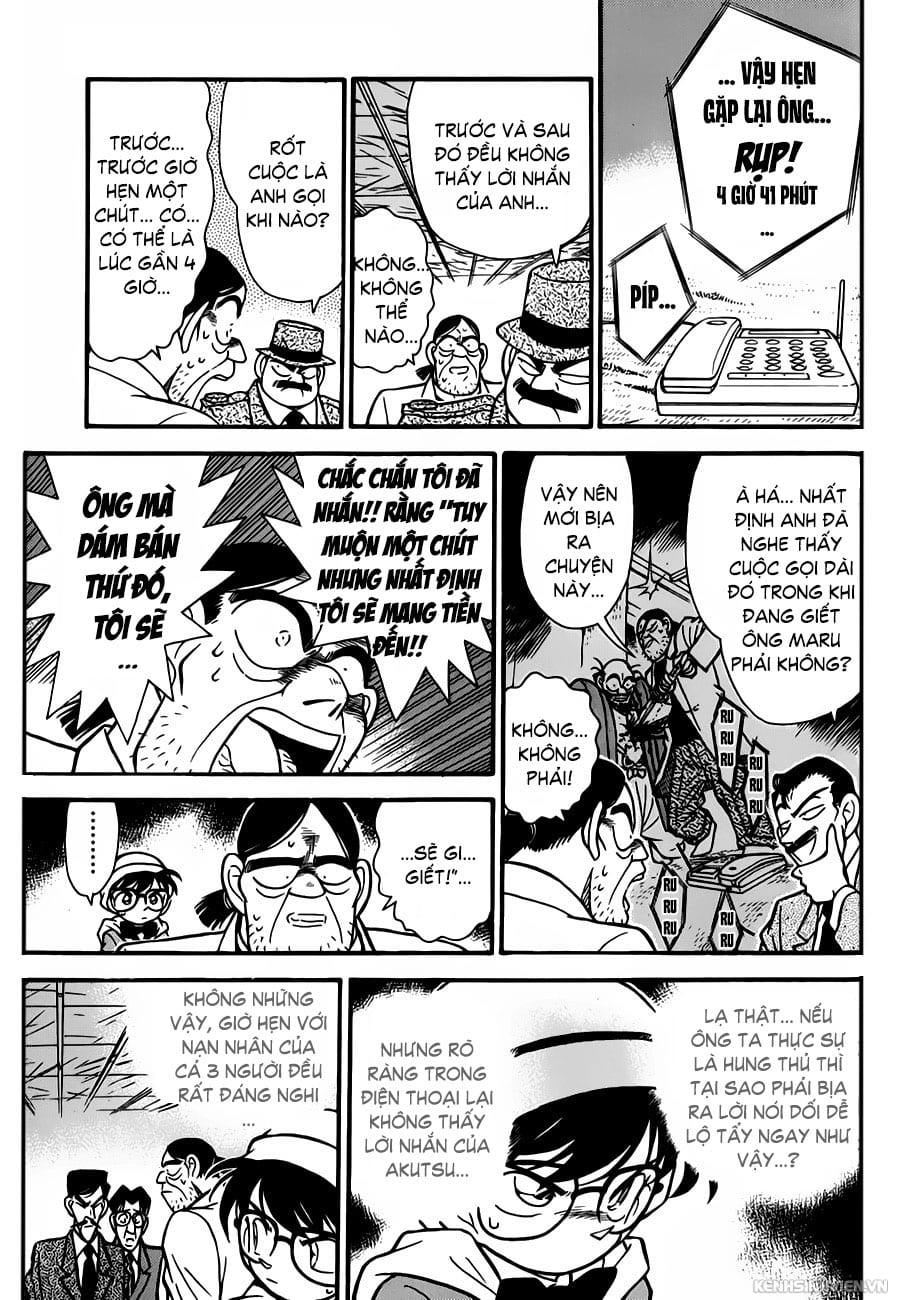 ... VẬY HẸN
GẶP LẠI ÔNG...
RỤP!
4 GIỜ 41 PHÚT
...
PÍP...
TRƯỚC VÀ SAU
ĐÓ ĐỀU KHÔNG
THẤY LỜI NHẮN
CỦA ANH...
KHÔNG...
KHÔNG
THỂ
NÀO...
RỐT
CUỘC LÀ
ANH GỌI
KHI NÀO?
TRƯỚC...
TRƯỚC GIỜ
HẸN MỘT
CHÚT... CÓ...
CÓ THỂ LÀ
LÚC GẦN 4
GIỜ...
À HÁ... NHẤT
ĐỊNH ANH ĐÃ
NGHE THẤY
CUỘC GỌI DÀI
ĐÓ TRONG KHI
ĐANG GIẾT
ÔNG MARU
PHẢI KHÔNG?
VẬY NÊN
MỚI BỊA
RA
CHUYỆN
NÀY...
RU
RU
RU
RU
RU
RU
RU
RU
RU
RU
RU
KHÔNG...
KHÔNG
PHẢI!
CHẮC CHẮN TÔI ĐÃ
NHẮN!! RẰNG "TUY
MUỘN MỘT CHÚT
NHƯNG NHẤT ĐỊNH
TÔI SẼ MANG TIỀN
ĐẾN!!
ÔNG MÀ
DÁM BÁN
THỨ ĐÓ,
TÔI SẼ
...
...SẼ GI...
GIẾT!"...
........
LẠ THẬT... NẾU
ÔNG TA THỰC SỰ
LÀ HUNG THỦ THÌ
TẠI SAO PHẢI BỊA
RA LỜI NÓI DỐI DỄ
LỘ TẨY NGAY NHƯ
VẬY...?
NHƯNG RÕ
RÀNG TRONG
ĐIỆN THOẠI LẠI
KHÔNG THẤY
LỜI NHẮN CỦA
AKUTSU...
KHÔNG NHỮNG
VẬY, GIỜ HẸN VỚI
NẠN NHÂN CỦA
CẢ 3 NGƯỜI ĐỀU
RẤT ĐÁNG NGHI
...